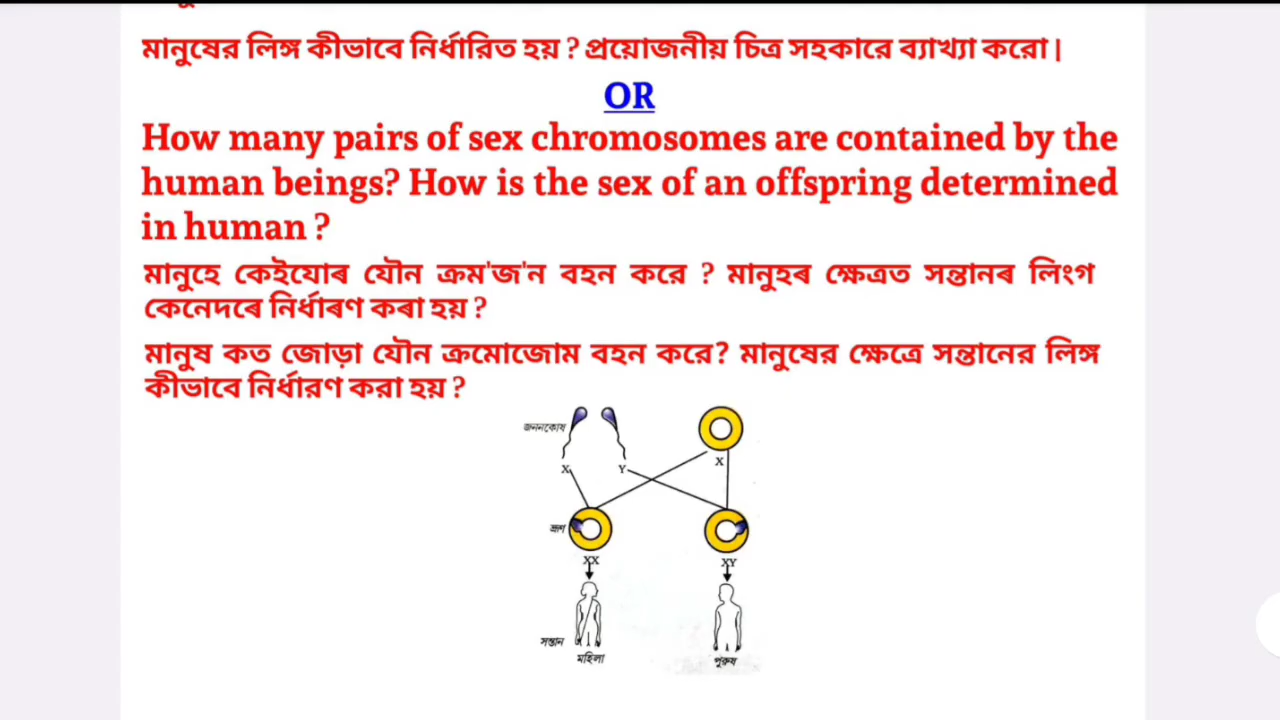 মানুষের লিঙ্গ কীভাবে নির্ধারিত হয় ? প্রয়োজনীয় চিত্র সহকারে ব্যাখ্যা করো |
OR
How many pairs of sex chromosomes are contained by the
human beings? How is the sex of an offspring determined
in human ?
মানুহে কেইযোৰ যৌন ক্ৰম'জ'ন বহন করে ? মানুহৰ ক্ষেত্ৰত সন্তানৰ লিংগ
কেনেদৰে নিৰ্ধাৰণ কৰা হয় ?
মানুষ কত জোড়া যৌন ক্রমোজোম বহন করে? মানুষের ক্ষেত্রে সন্তানের লিঙ্গ
কীভাবে নির্ধারণ করা হয় ?
জননকোষ
X Y X
ভ্রূণ
XX XY
সন্তান
মহিলা পুরুষ